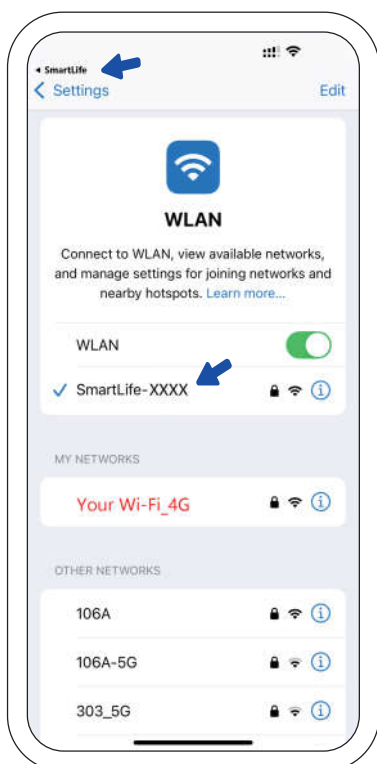 ◂ SmartLife
Settings Edit
WLAN
Connect to WLAN, view available networks,
and manage settings for joining networks and
nearby hotspots. Learn more...
WLAN
SmartLife-XXXX
MY NETWORKS
Your Wi-Fi_4G
OTHER NETWORKS
106A
106A-5G
303_5G